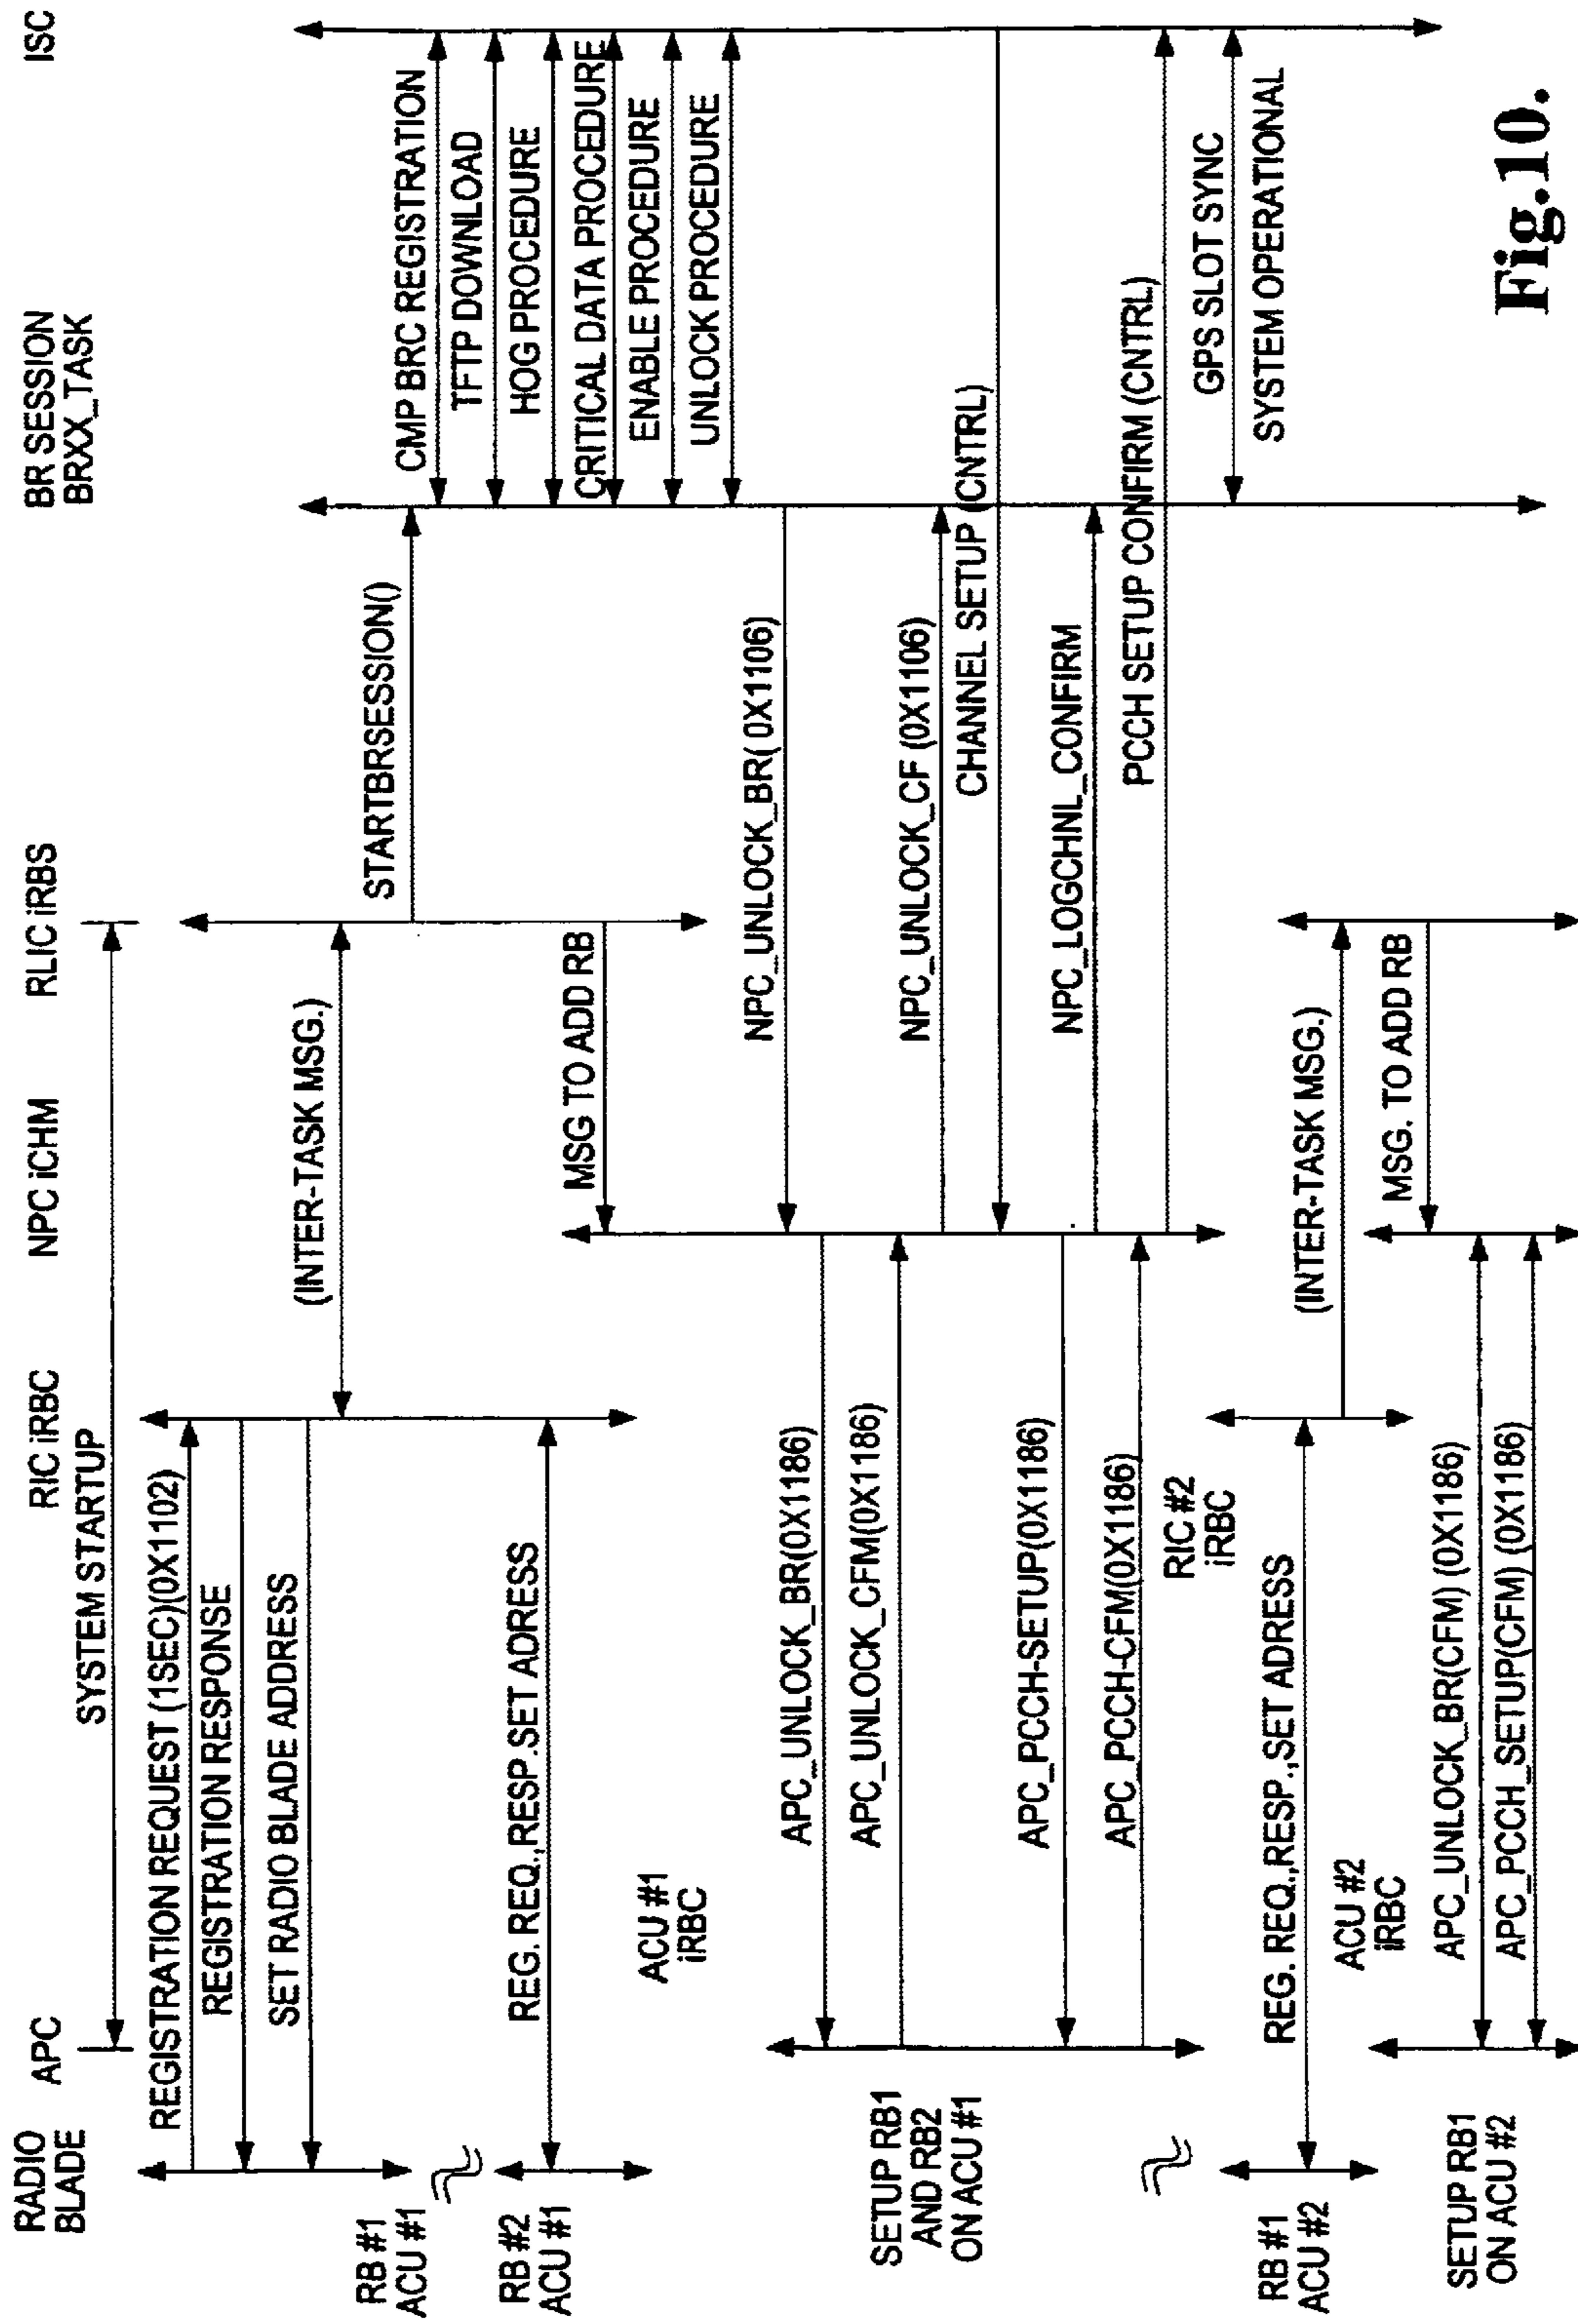 RADIO
BLADE
APC
RIC iRBC
NPC iCHM
RLIC iRBS
BR SESSION
BRXX_TASK
ISC
SYSTEM STARTUP
REGISTRATION REQUEST (1SEC)(0X1102)
REGISTRATION RESPONSE
SET RADIO BLADE ADDRESS
(INTER-TASK MSG.)
STARTBRSESSION()
CMP BRC REGISTRATION
TFTP DOWNLOAD
HOG PROCEDURE
CRITICAL DATA PROCEDURE
ENABLE PROCEDURE
UNLOCK PROCEDURE
RB #1
ACU #1
RB #2
ACU #1
REG. REQ.,RESP.SET ADRESS
MSG TO ADD RB
ACU #1
iRBC
NPC_UNLOCK_BR( 0X1106)
APC_UNLOCK_BR(0X1186)
APC_UNLOCK_CFM(0X1186)
NPC_UNLOCK_CF (0X1106)
CHANNEL SETUP (CNTRL)
SETUP RB1
AND RB2
ON ACU #1
APC_PCCH-SETUP(0X1186)
NPC_LOGCHNL_CONFIRM
APC_PCCH-CFM(0X1186)
PCCH SETUP CONFIRM (CNTRL)
GPS SLOT SYNC
SYSTEM OPERATIONAL
RIC #2
iRBC
RB #1
ACU #2
REG. REQ.,RESP.,SET ADRESS
(INTER-TASK MSG.)
ACU #2
iRBC
MSG. TO ADD RB
SETUP RB1
ON ACU #2
APC_UNLOCK_BR(CFM) (0X1186)
APC_PCCH_SETUP(CFM) (0X1186)
Fig.10.